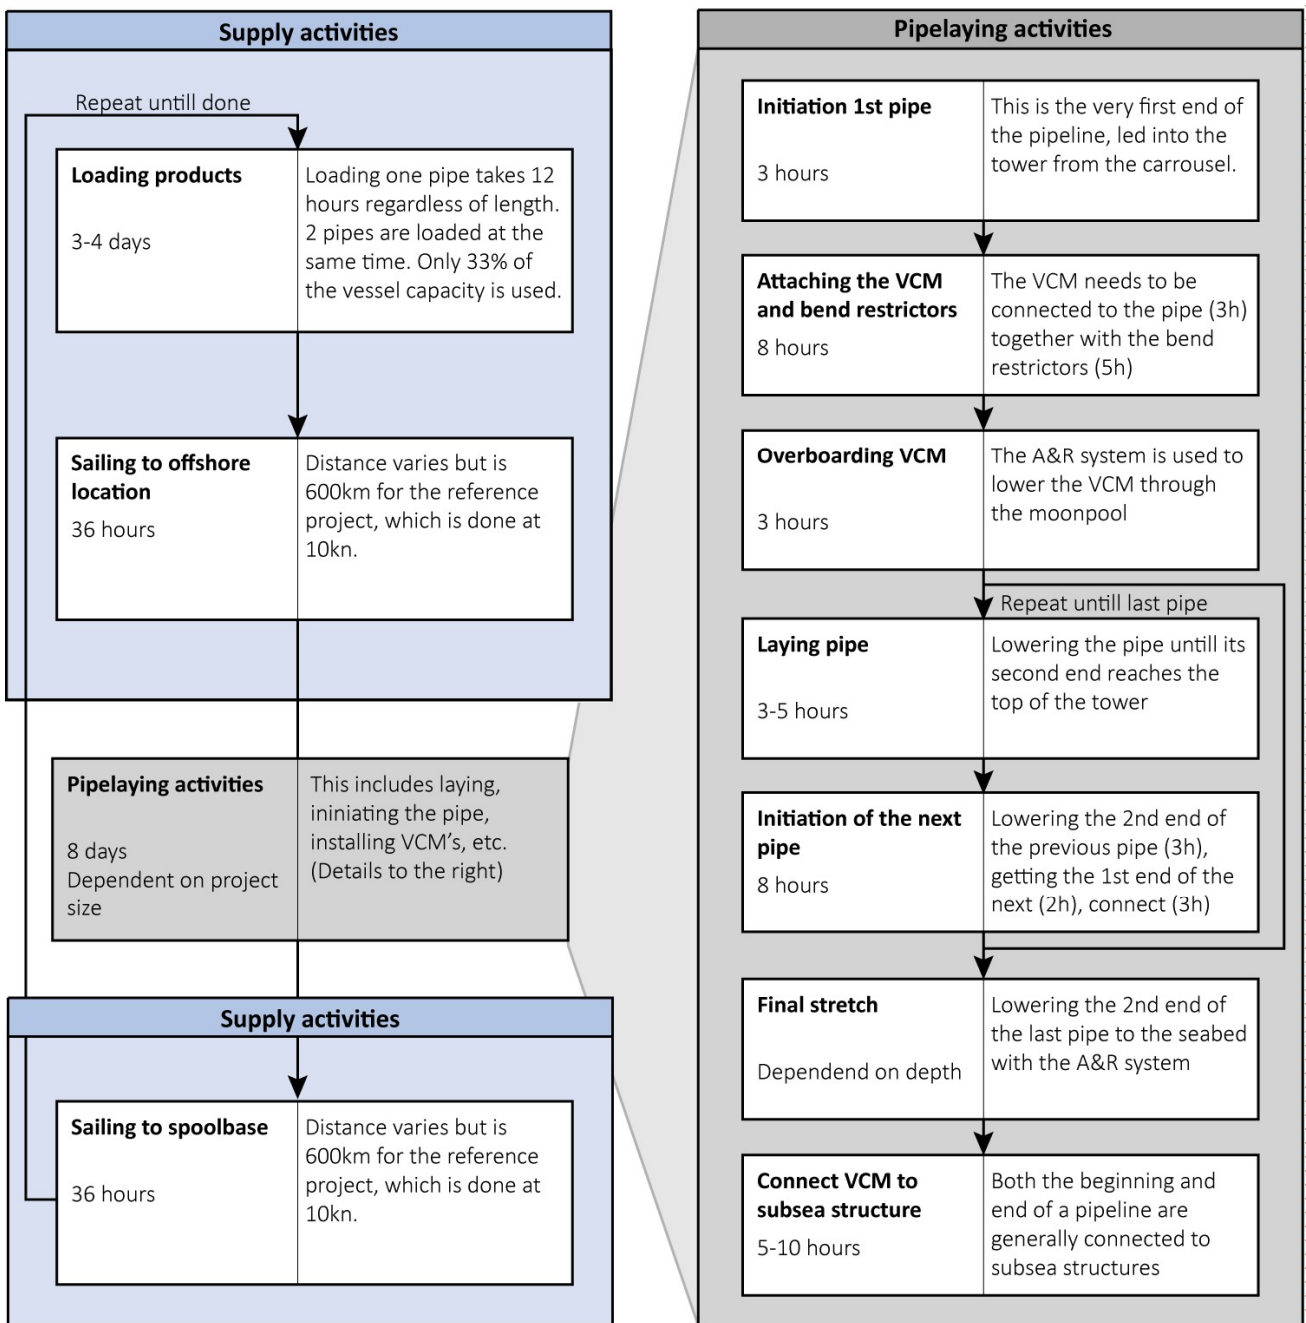 Supply activities
Repeat untill done
Loading products
3-4 days
Loading one pipe takes 12
hours regardless of length.
2 pipes are loaded at the
same time. Only 33% of
the vessel capacity is used.
Sailing to offshore
location
36 hours
Distance varies but is
600km for the reference
project, which is done at
10kn.
Pipelaying activities
8 days
Dependent on project
size
This includes laying,
ininiating the pipe,
installing VCM's, etc.
(Details to the right)
Supply activities
Sailing to spoolbase
36 hours
Distance varies but is
600km for the reference
project, which is done at
10kn.
Pipelaying activities
Initiation 1st pipe
3 hours
This is the very first end of
the pipeline, led into the
tower from the carrousel.
Attaching the VCM
and bend restrictors
8 hours
The VCM needs to be
connected to the pipe (3h)
together with the bend
restrictors (5h)
Overboarding VCM
3 hours
The A&R system is used to
lower the VCM through
the moonpool
Repeat untill last pipe
Laying pipe
3-5 hours
Lowering the pipe untill its
second end reaches the
top of the tower
Initiation of the next
pipe
8 hours
Lowering the 2nd end of
the previous pipe (3h),
getting the 1st end of the
next (2h), connect (3h)
Final stretch
Dependend on depth
Lowering the 2nd end of
the last pipe to the seabed
with the A&R system
Connect VCM to
subsea structure
5-10 hours
Both the beginning and
end of a pipeline are
generally connected to
subsea structures